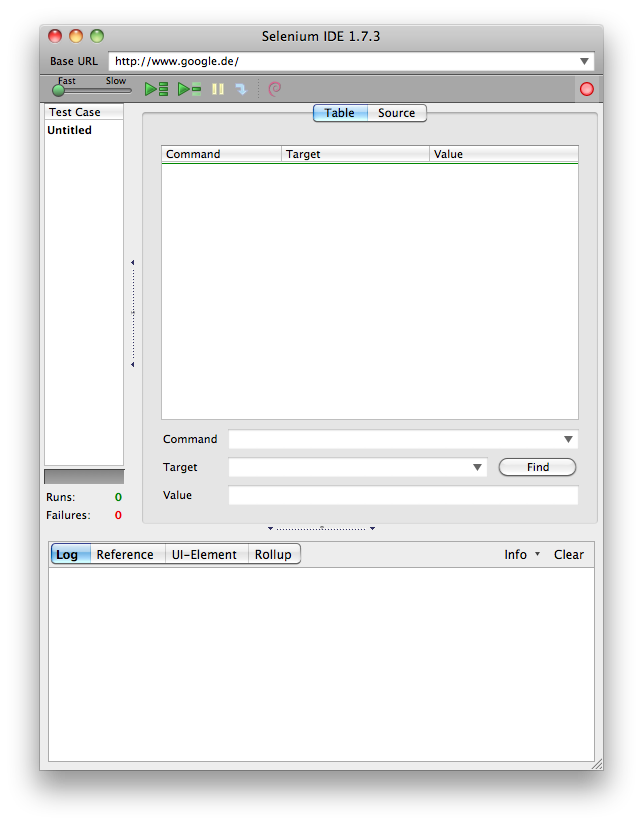 Selenium IDE 1.7.3
Base URL http://www.google.de/
Fast Slow
Test Case
Untitled
Table Source
Command Target Value
Command
Target Find
Value
Runs: 0
Failures: 0
Log Reference UI-Element Rollup Info Clear